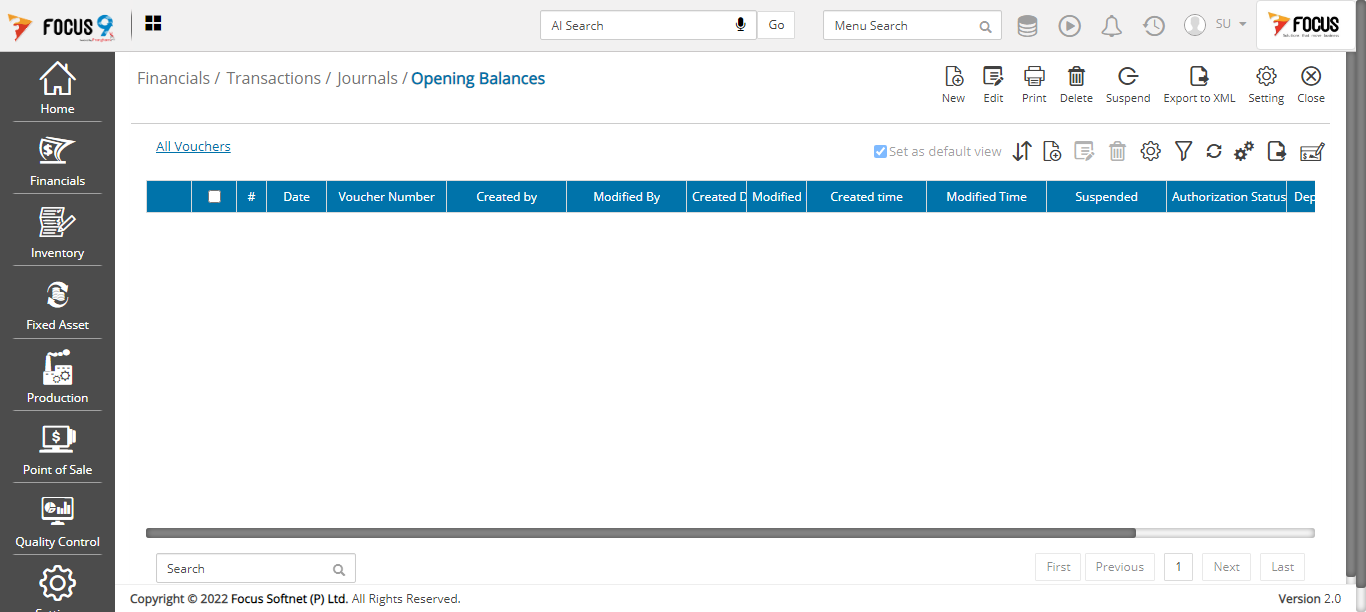 FOCUS 9
AI Search
Go
Menu Search
SU
FOCUS
Home
Financials
Inventory
Fixed Asset
Production
Point of Sale
Quality Control
Financials / Transactions / Journals / Opening Balances
New Edit Print Delete Suspend Export to XML Setting Close
All Vouchers
Set as default view
# Date Voucher Number Created by Modified By Created D Modified Created time Modified Time Suspended Authorization Status Dep
Search
First Previous 1 Next Last
Copyright © 2022 Focus Softnet (P) Ltd. All Rights Reserved.
Version 2.0